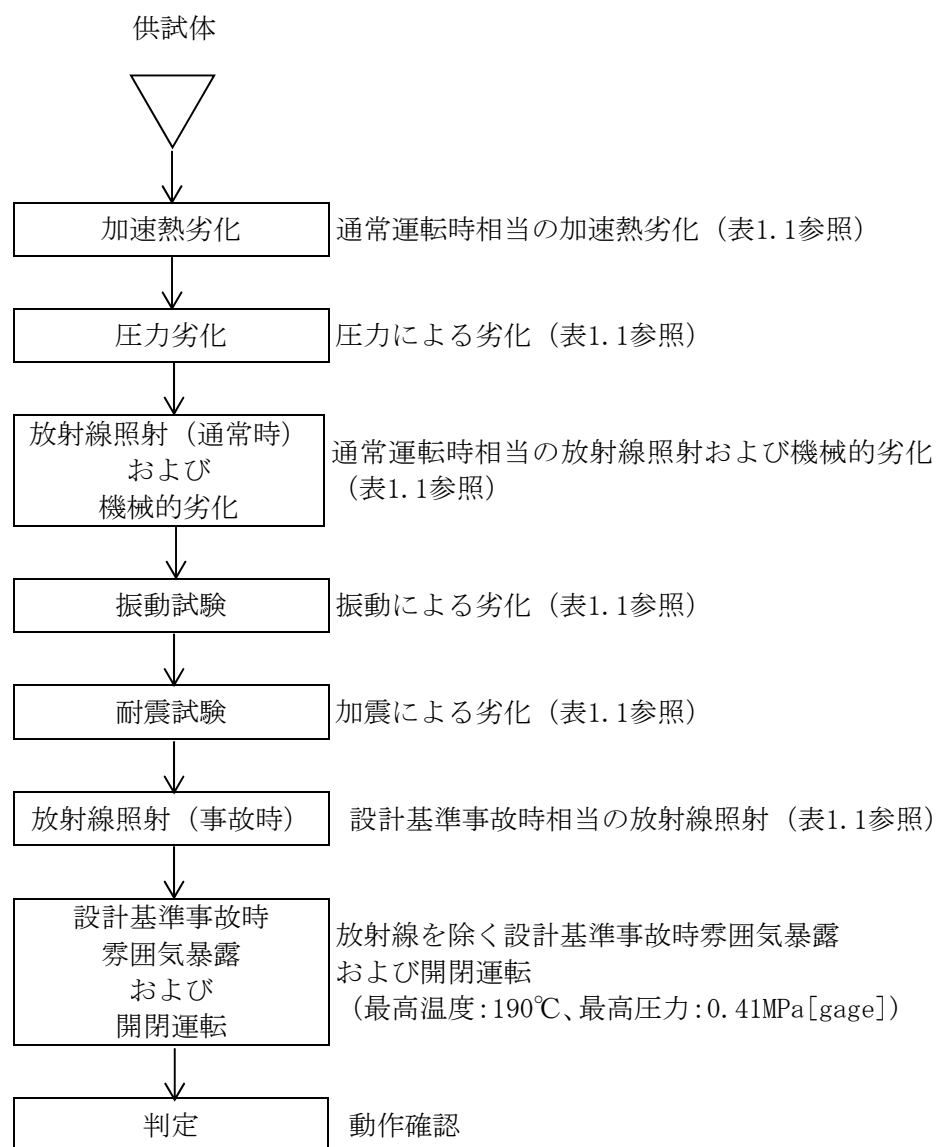 供試体
加速熱劣化
通常運転時相当の加速熱劣化（表1.1参照）
圧力劣化
圧力による劣化（表1.1参照）
放射線照射（通常時）
および
機械的劣化
通常運転時相当の放射線照射および機械的劣化
（表1.1参照）
振動試験
振動による劣化（表1.1参照）
耐震試験
加震による劣化（表1.1参照）
放射線照射（事故時）
設計基準事故時相当の放射線照射（表1.1参照）
設計基準事故時
雰囲気暴露
および
開閉運転
放射線を除く設計基準事故時雰囲気暴露
および開閉運転
（最高温度:190℃、最高圧力:0.41MPa[gage]）
判定
動作確認